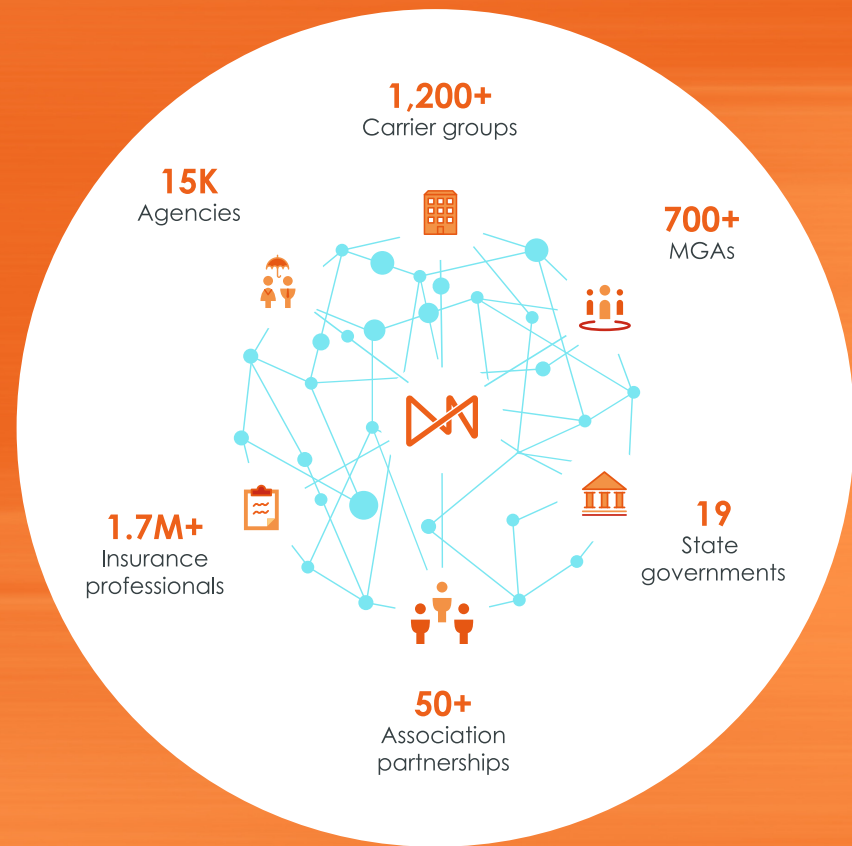 1,200+
Carrier groups
15K
Agencies
700+
MGAs
1.7M+
Insurance
professionals
19
State
governments
50+
Association
partnerships